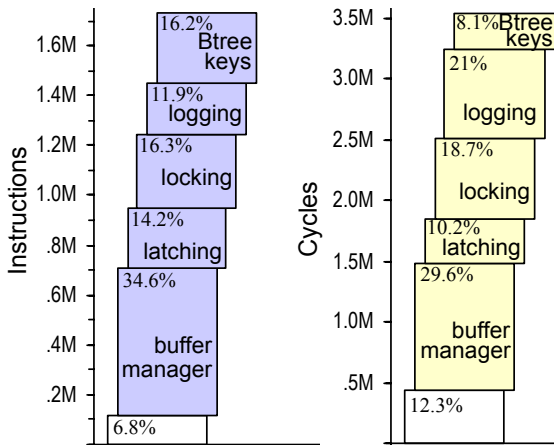 Instructions
1.6M
1.4M
1.2M
1.0M
.8M
.6M
.4M
.2M
16.2%
Btree
keys
11.9%
logging
16.3%
locking
14.2%
latching
34.6%
buffer
manager
6.8%
Cycles
3.5M
3.0M
2.5M
2.0M
1.5M
1.0M
.5M
8.1%
Btree
keys
21%
logging
18.7%
locking
10.2%
latching
29.6%
buffer
manager
12.3%